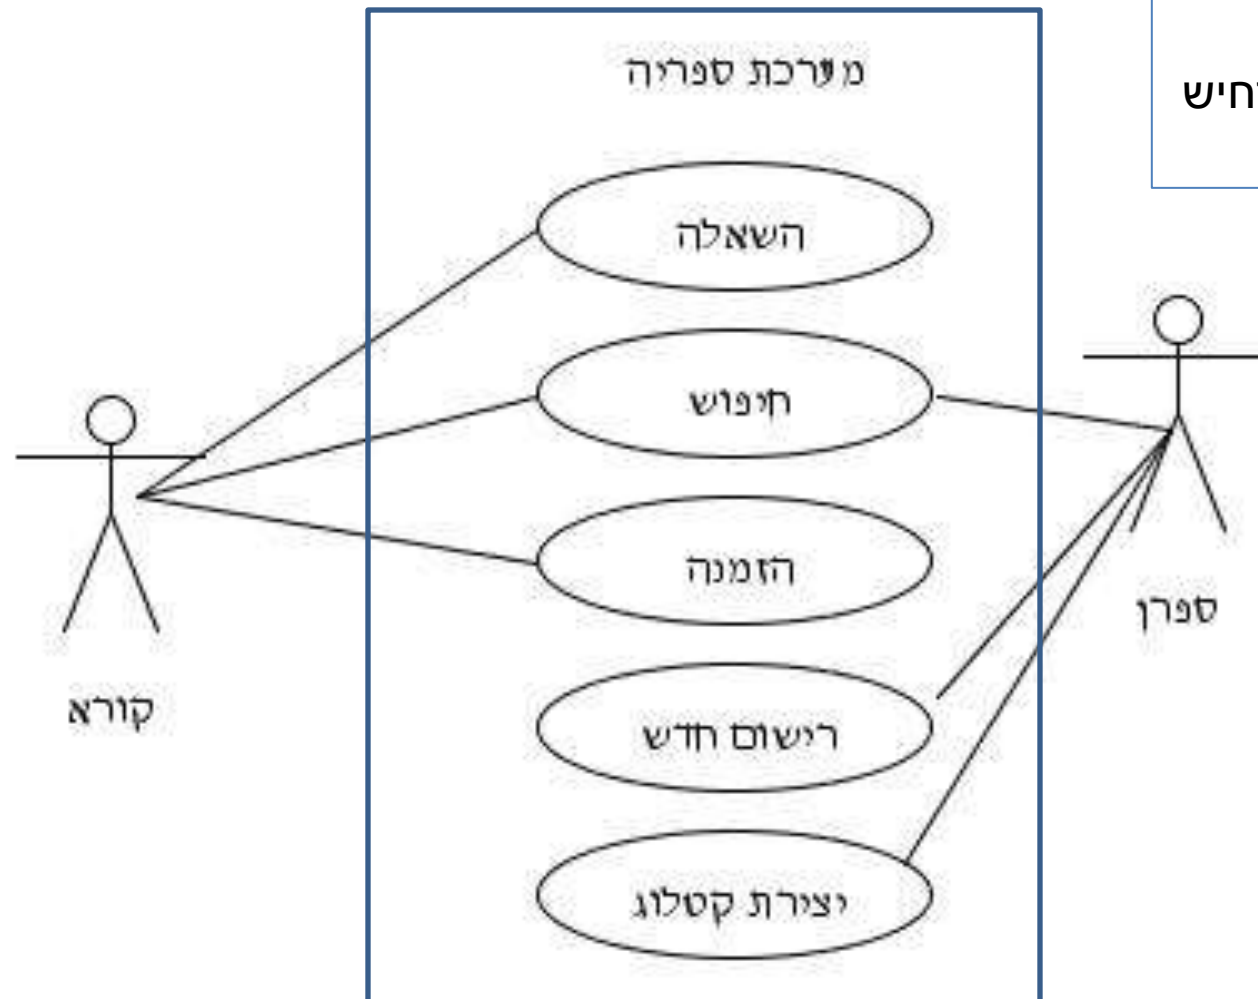 מערכת ספריה
השאלה
חיפוש
הזמנה
רישום חדש
יצירת קטלוג
קורא
ספרן